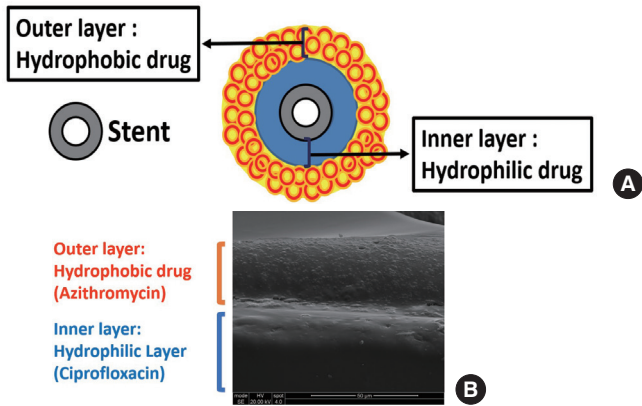 Outer layer :
Hydrophobic drug
Stent
Inner layer :
Hydrophilic drug
A
Outer layer:
Hydrophobic drug
(Azithromycin)
Inner layer:
Hydrophilic Layer
(Ciprofloxacin)
mode HV spot
SE 20.00 kV 4.0
50 µm
B